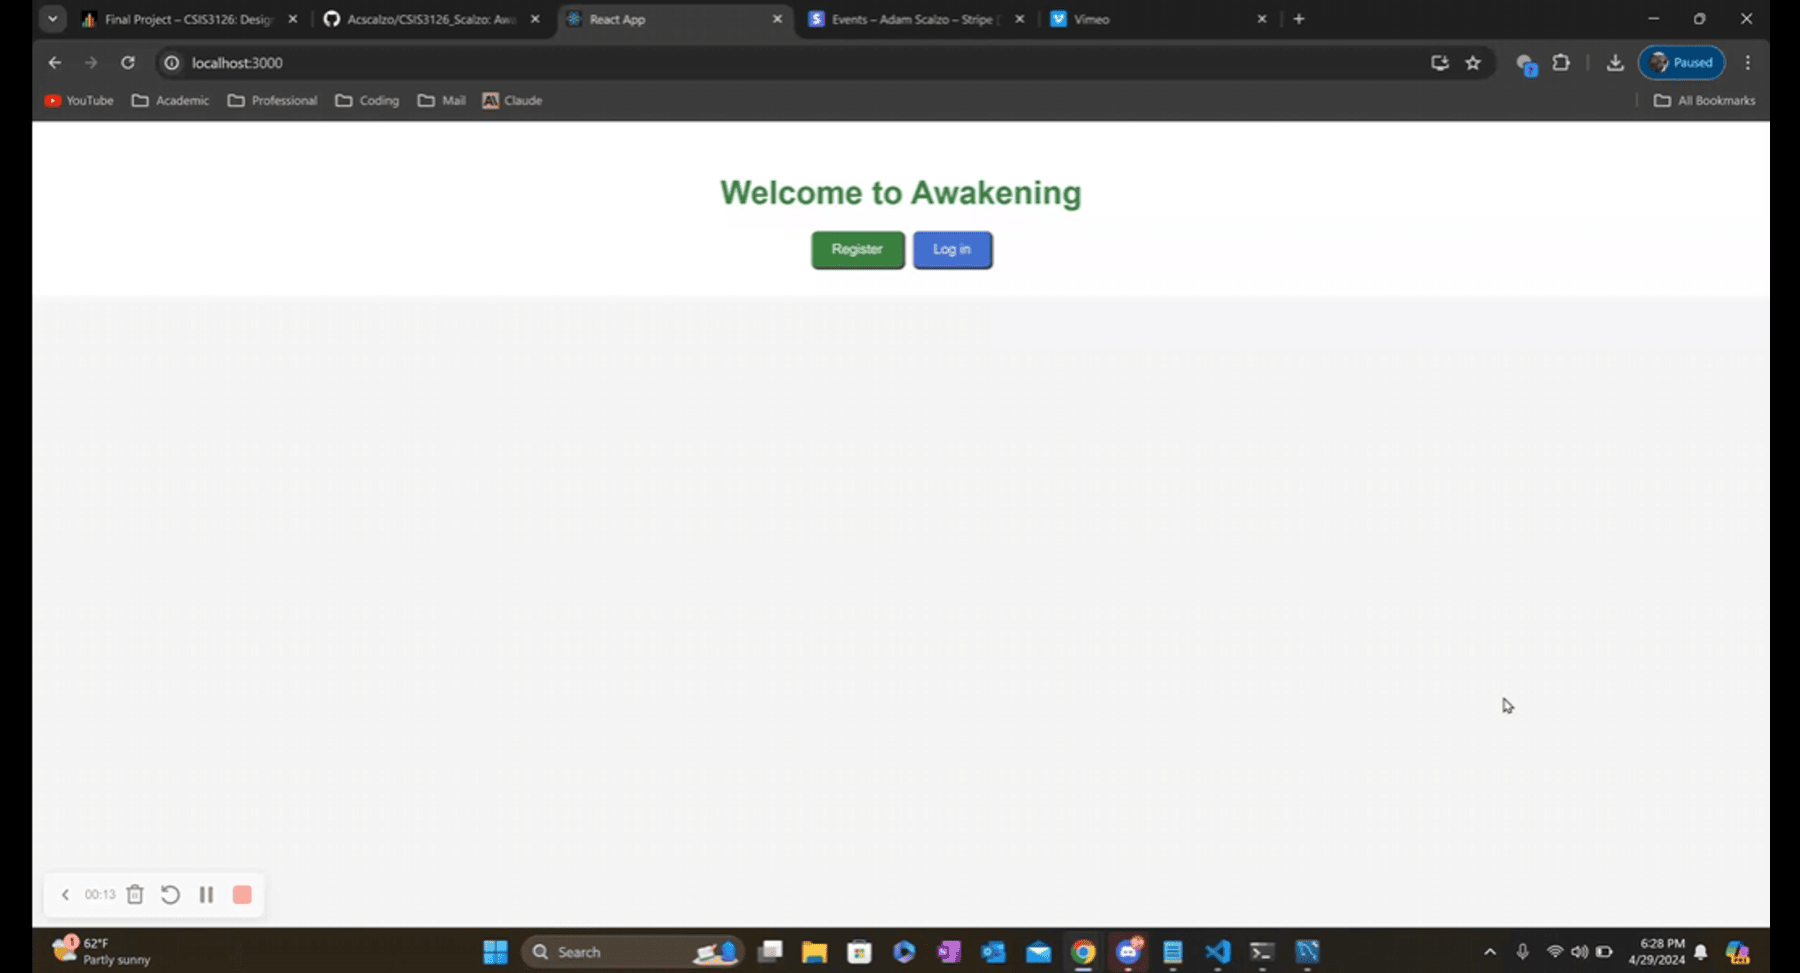 Final Project – CSIS3126: Desig
Acscalzo/CSIS3126_Scalzo: Aw
React App
Events – Adam Scalzo – Stripe [
Vimeo
localhost:3000
Paused
YouTube
Academic
Professional
Coding
Mail
Claude
All Bookmarks
Welcome to Awakening
Register
Log in
00:13
1
62°F
Partly sunny
Search
6:28 PM
4/29/2024